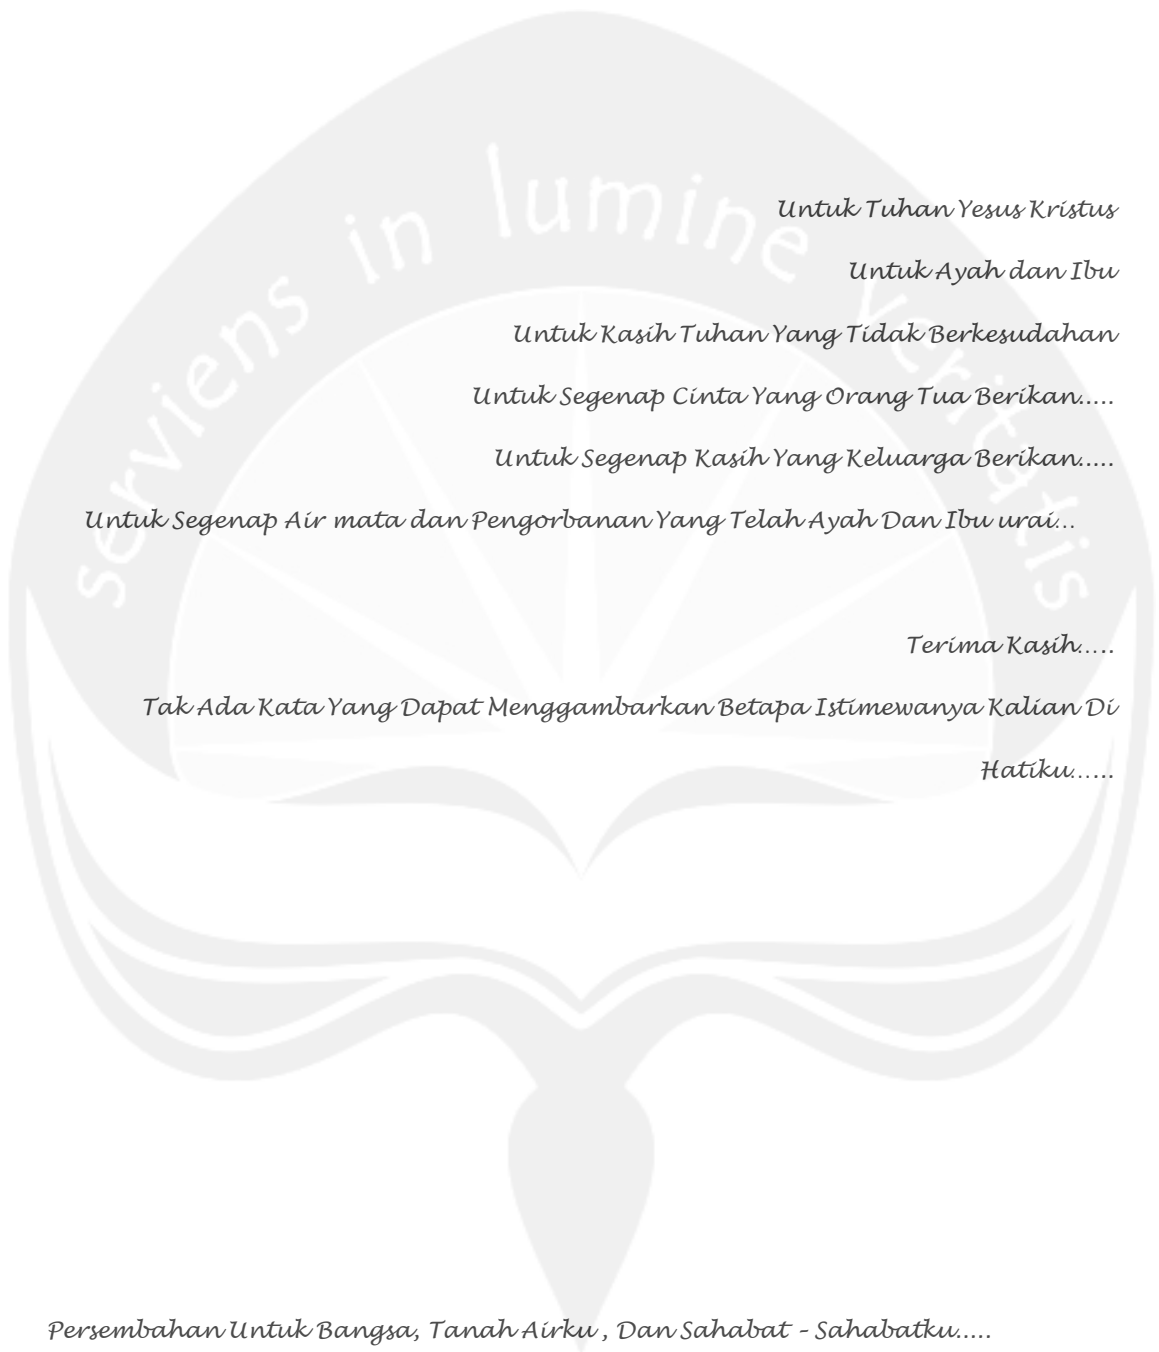 serviens in lumine veritatis
Untuk Tuhan Yesus Kristus
Untuk Ayah dan Ibu
Untuk Kasih Tuhan Yang Tidak Berkesudahan
Untuk Segenap Cinta Yang Orang Tua Berikan.....
Untuk Segenap Kasih Yang Keluarga Berikan.....
Untuk Segenap Air mata dan Pengorbanan Yang Telah Ayah Dan Ibu urai...
Terima Kasih.....
Tak Ada Kata Yang Dapat Menggambarkan Betapa Istimewanya Kalian Di
Hatiku......
Persembahan Untuk Bangsa, Tanah Airku , Dan Sahabat - Sahabatku.....